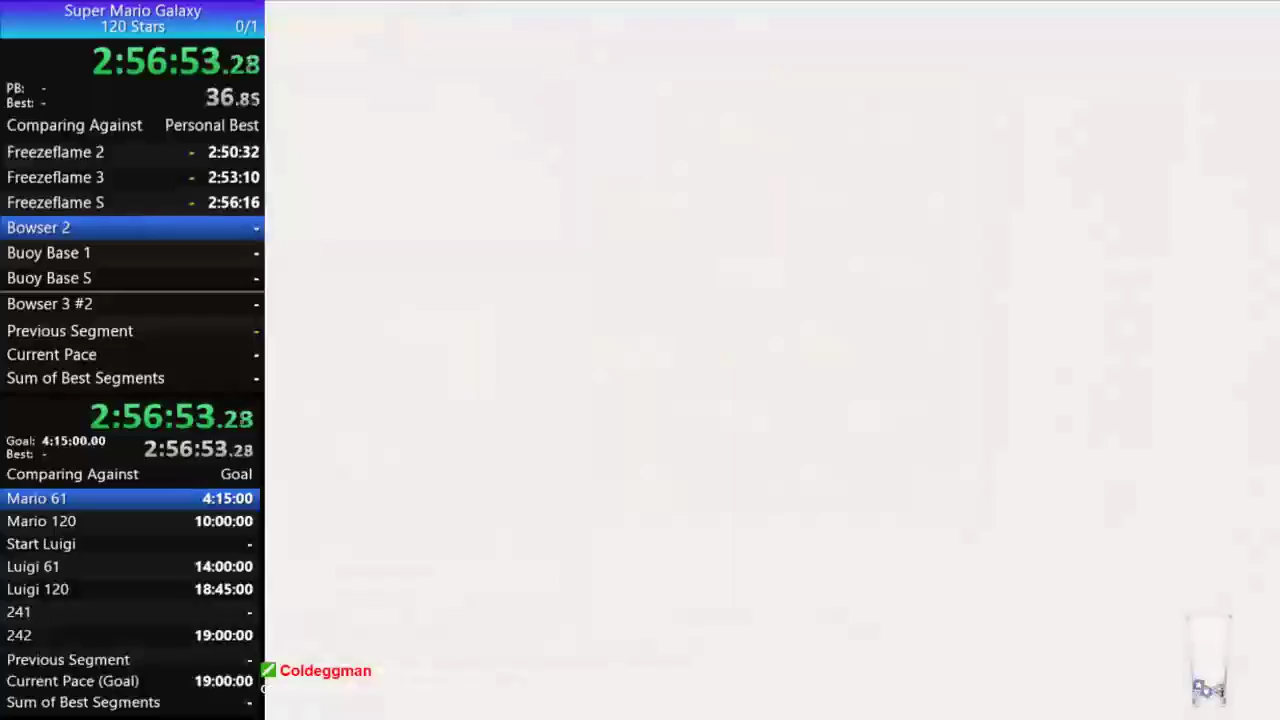 Super Mario Galaxy
120 Stars 0/1
2:56:53.28
PB: -
Best: - 36.85
Comparing Against Personal Best
Freezeflame 2 - 2:50:32
Freezeflame 3 - 2:53:10
Freezeflame S - 2:56:16
Bowser 2 -
Buoy Base 1 -
Buoy Base S -
Bowser 3 #2 -
Previous Segment -
Current Pace -
Sum of Best Segments -
2:56:53.28
Goal: 4:15:00.00
Best: - 2:56:53.28
Comparing Against Goal
Mario 61 4:15:00
Mario 120 10:00:00
Start Luigi -
Luigi 61 14:00:00
Luigi 120 18:45:00
241 -
242 19:00:00
Previous Segment -
Current Pace (Goal) 19:00:00
Sum of Best Segments -
Coldeggman